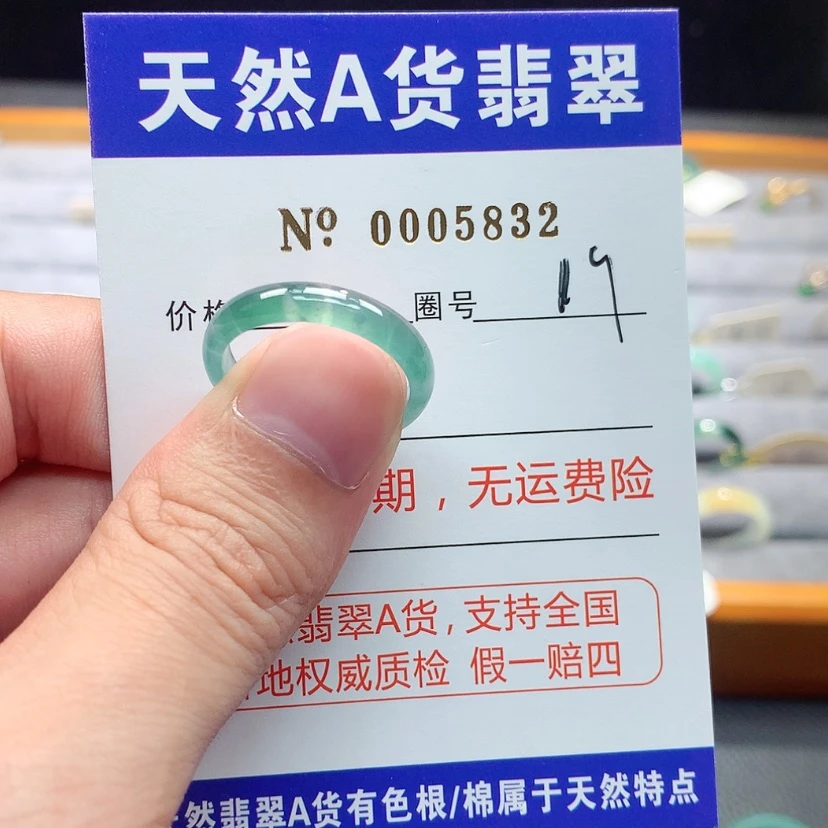 天然A货翡翠
No. 0005832
价格 圈号 19
期，无运费险
翡翠A货，支持全国
地权威质检 假一赔四
然翡翠A货有色根/棉属于天然特点